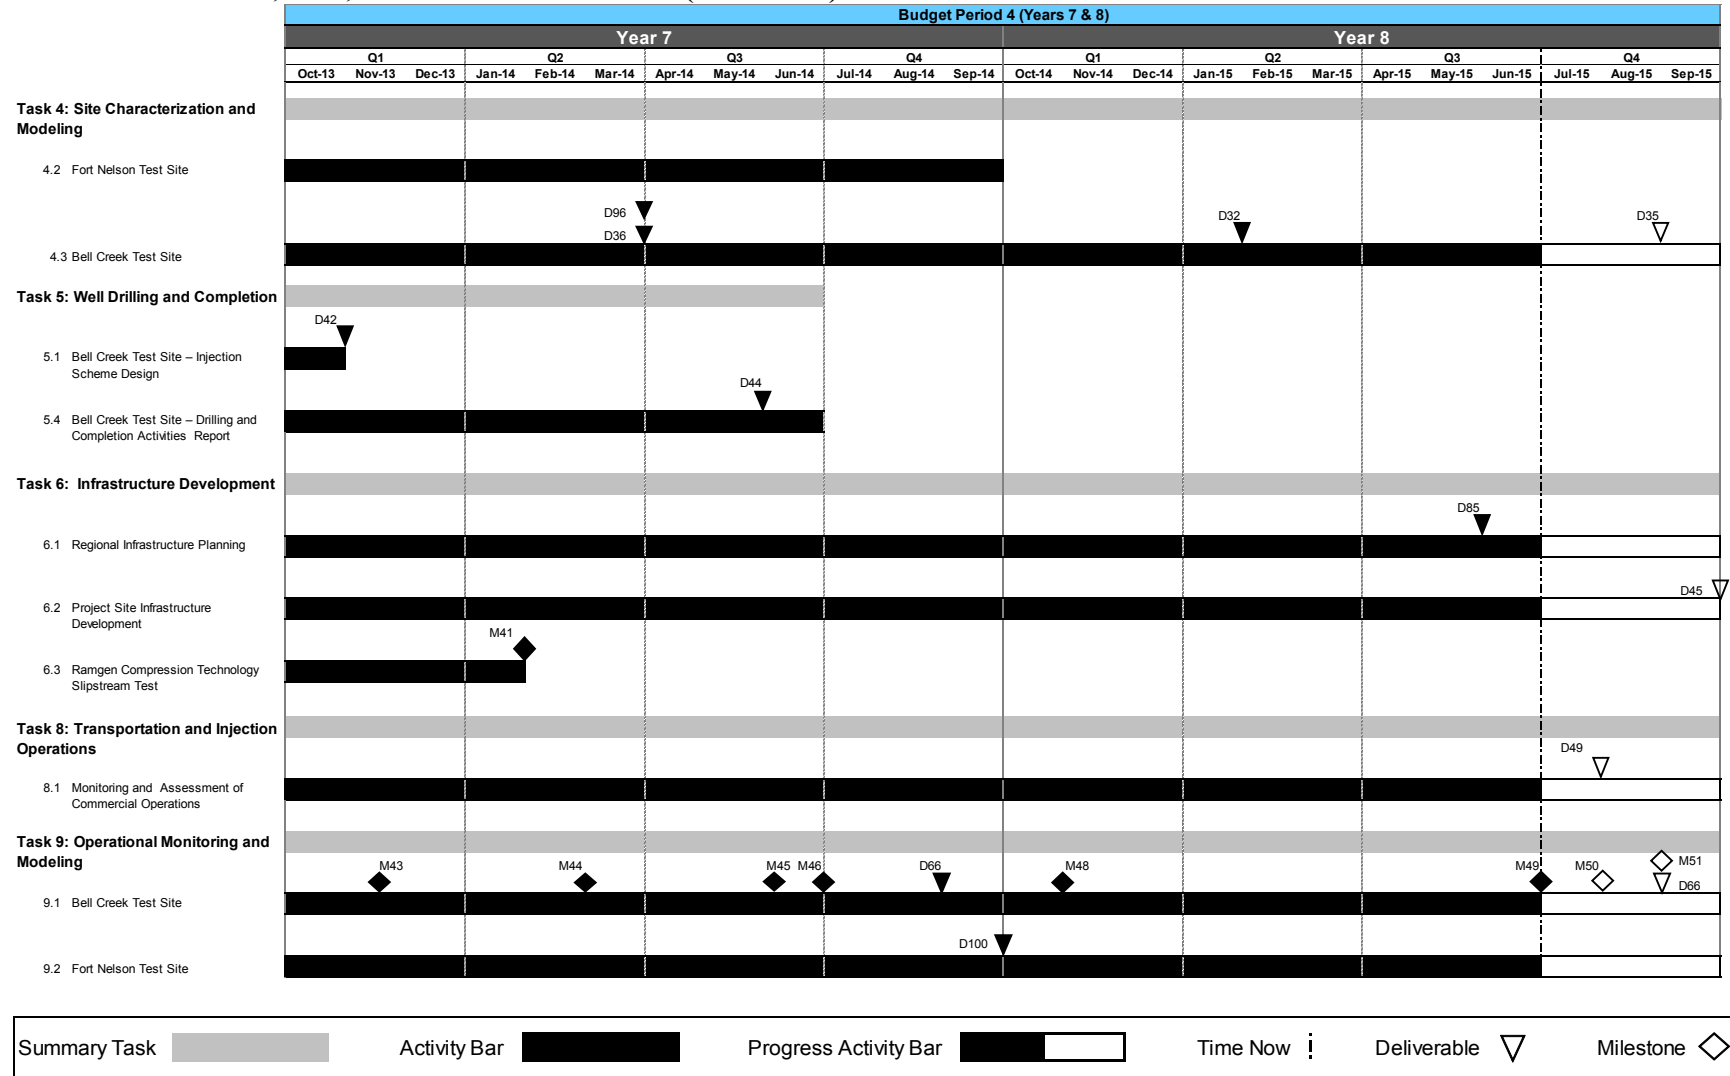 Budget Period 4 (Years 7 & 8)
Year 7 Year 8
Q1 Q2 Q3 Q4 Q1 Q2 Q3 Q4
Oct-13 Nov-13 Dec-13 Jan-14 Feb-14 Mar-14 Apr-14 May-14 Jun-14 Jul-14 Aug-14 Sep-14 Oct-14 Nov-14 Dec-14 Jan-15 Feb-15 Mar-15 Apr-15 May-15 Jun-15 Jul-15 Aug-15 Sep-15
Task 4: Site Characterization and
Modeling
4.2 Fort Nelson Test Site
D96
D32 D35
D36
4.3 Bell Creek Test Site
Task 5: Well Drilling and Completion
D42
5.1 Bell Creek Test Site – Injection
Scheme Design
D44
5.4 Bell Creek Test Site – Drilling and
Completion Activities Report
Task 6: Infrastructure Development
D85
6.1 Regional Infrastructure Planning
D45
6.2 Project Site Infrastructure
Development
M41
6.3 Ramgen Compression Technology
Slipstream Test
Task 8: Transportation and Injection
Operations
D49
8.1 Monitoring and Assessment of
Commercial Operations
Task 9: Operational Monitoring and
Modeling
M43 M44 M45 M46 D66 M48 M49 M50 M51
D66
9.1 Bell Creek Test Site
D100
9.2 Fort Nelson Test Site
Summary Task Activity Bar Progress Activity Bar Time Now Deliverable Milestone